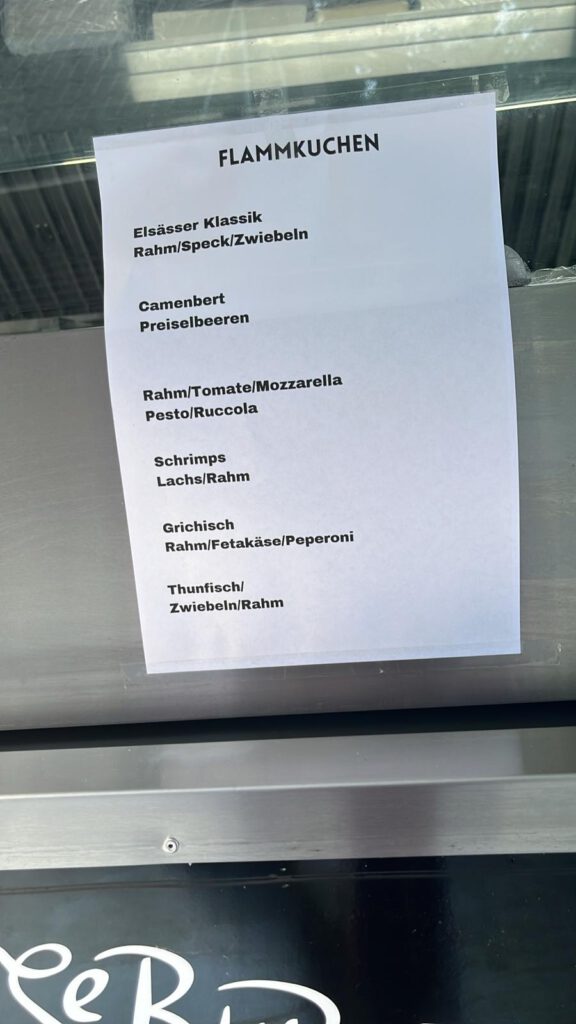 FLAMMKUCHEN
Elsässer Klassik
Rahm/Speck/Zwiebeln
Camenbert
Preiselbeeren
Rahm/Tomate/Mozzarella
Pesto/Ruccola
Schrimps
Lachs/Rahm
Grichisch
Rahm/Fetakäse/Peperoni
Thunfisch/
Zwiebeln/Rahm